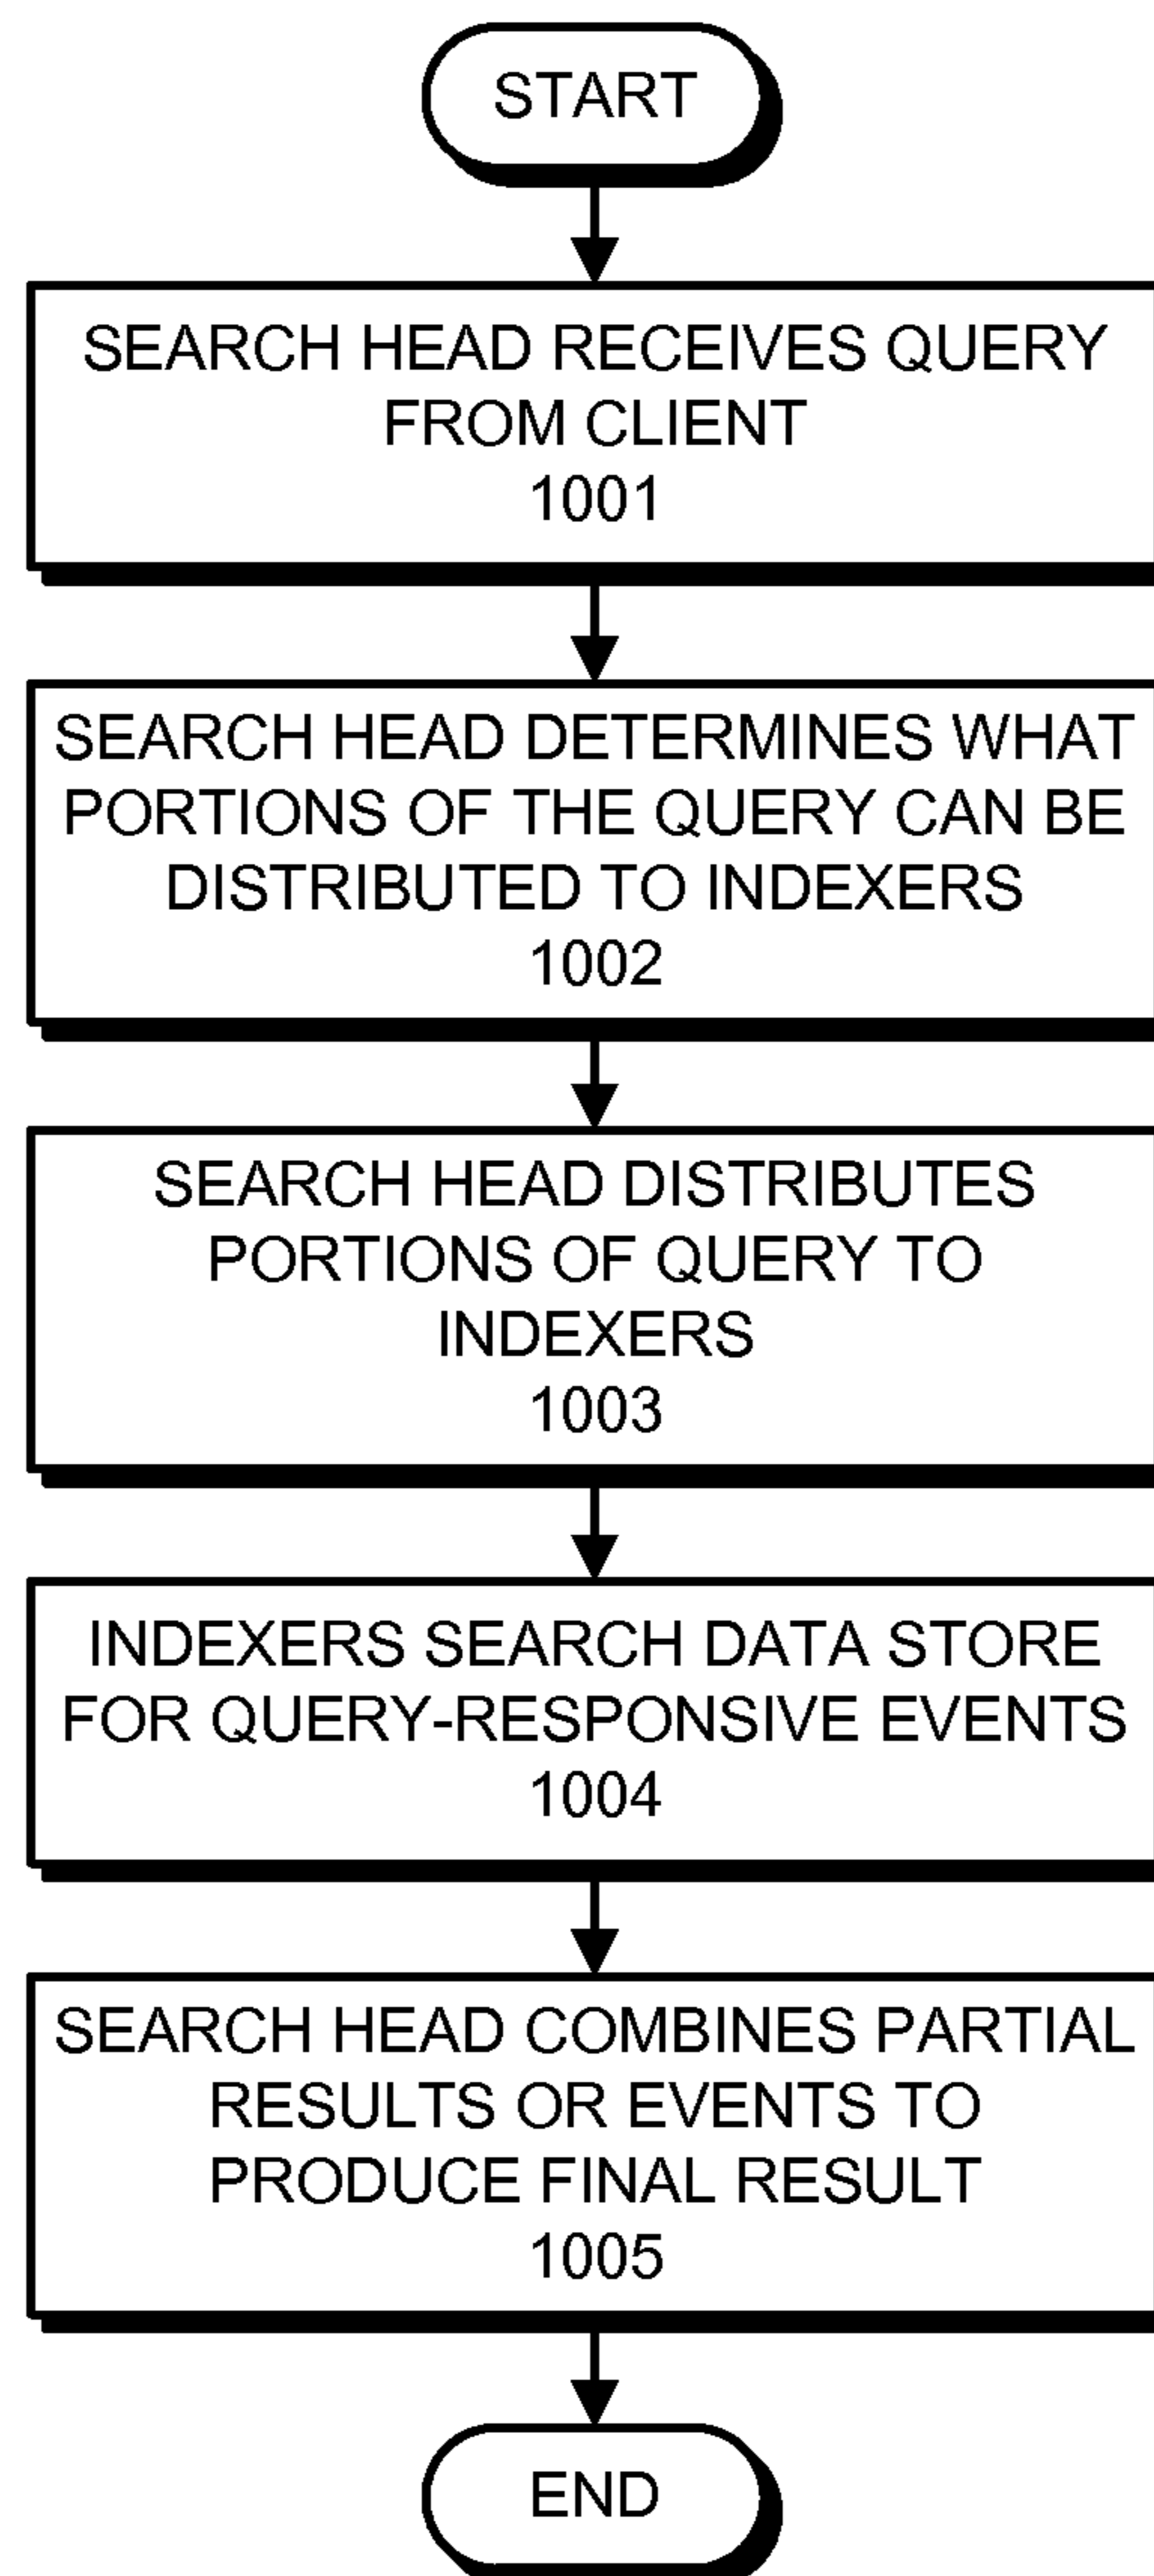 START
SEARCH HEAD RECEIVES QUERY
FROM CLIENT
1001
SEARCH HEAD DETERMINES WHAT
PORTIONS OF THE QUERY CAN BE
DISTRIBUTED TO INDEXERS
1002
SEARCH HEAD DISTRIBUTES
PORTIONS OF QUERY TO
INDEXERS
1003
INDEXERS SEARCH DATA STORE
FOR QUERY-RESPONSIVE EVENTS
1004
SEARCH HEAD COMBINES PARTIAL
RESULTS OR EVENTS TO
PRODUCE FINAL RESULT
1005
END